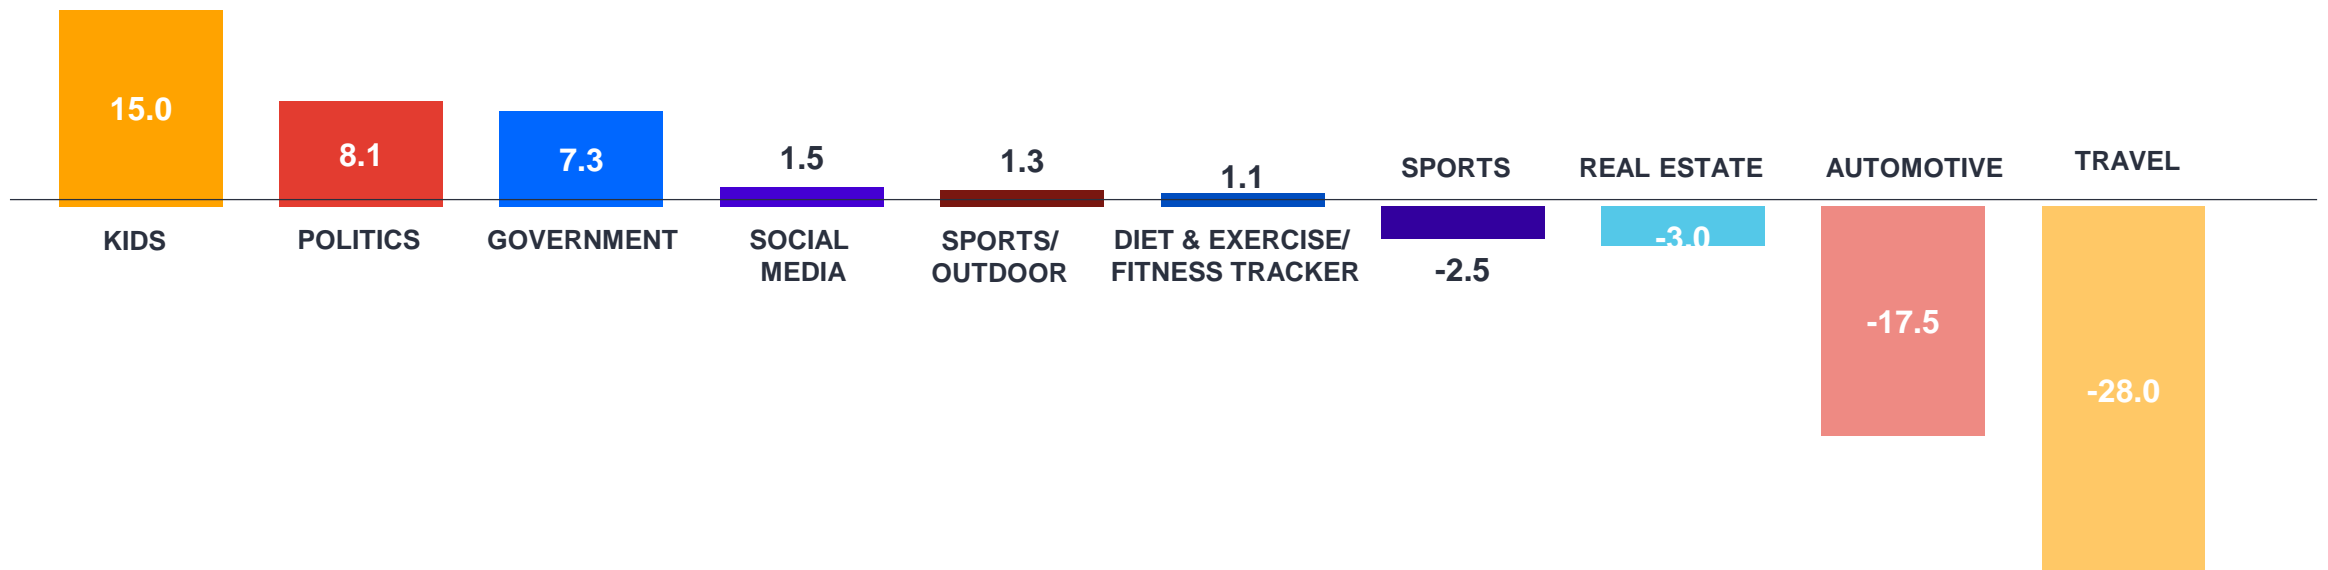 15.0
KIDS
8.1
POLITICS
7.3
GOVERNMENT
1.5
SOCIAL
MEDIA
1.3
SPORTS/
OUTDOOR
1.1
DIET & EXERCISE/
FITNESS TRACKER
SPORTS
-2.5
REAL ESTATE
-3.0
AUTOMOTIVE
-17.5
TRAVEL
-28.0